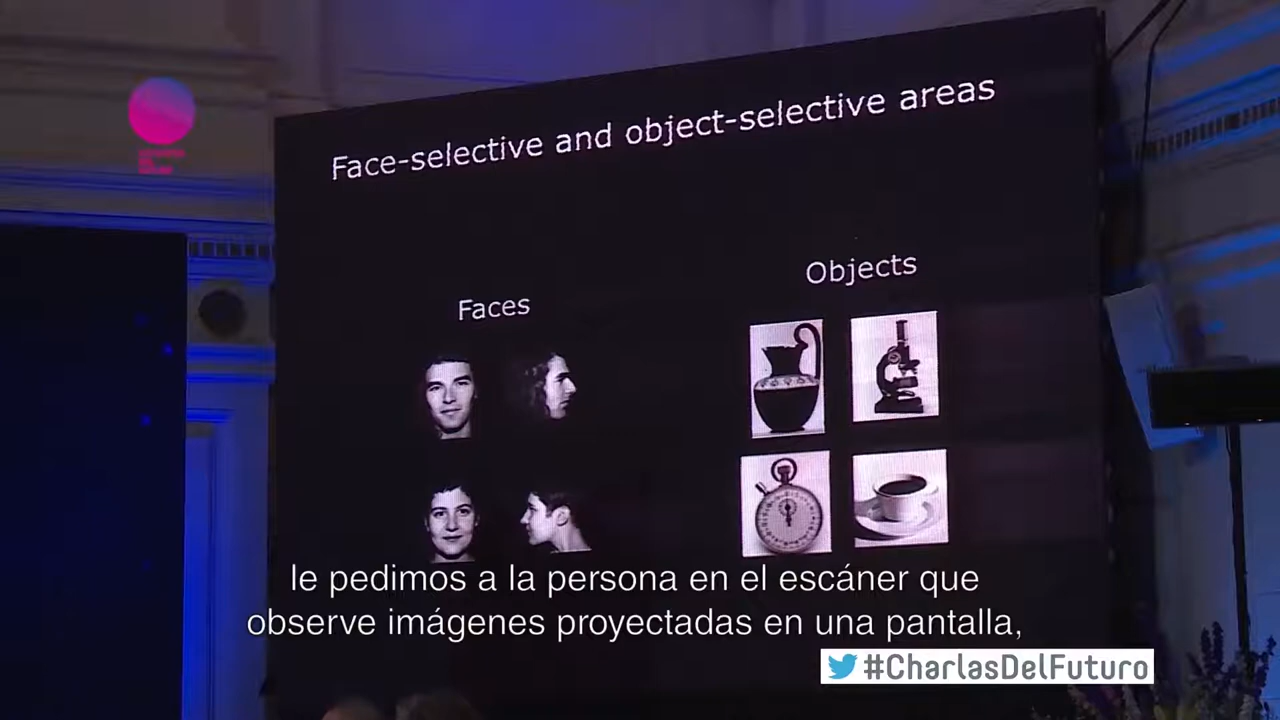 Face-selective and object-selective areas
Faces
Objects
le pedimos a la persona en el escáner que
observe imágenes proyectadas en una pantalla,
#CharlasDelFuturo